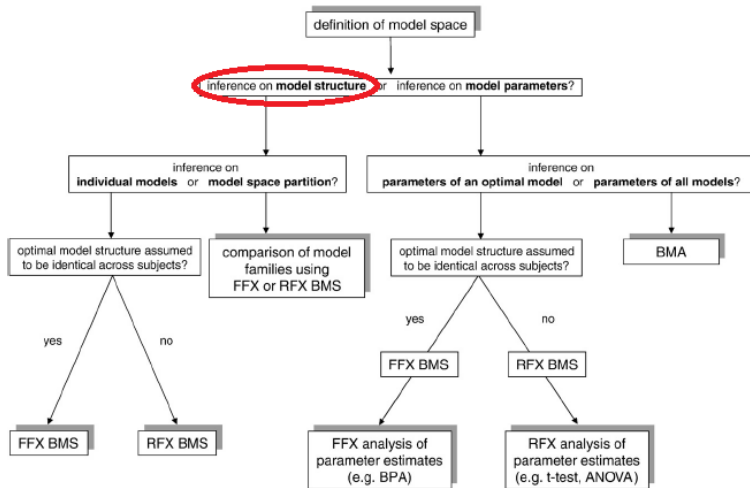 definition of model space
inference on model structure or inference on model parameters?
inference on
individual models or model space partition?
inference on
parameters of an optimal model or parameters of all models?
optimal model structure assumed
to be identical across subjects?
comparison of model
families using
FFX or RFX BMS
optimal model structure assumed
to be identical across subjects?
BMA
yes
no
yes
no
FFX BMS
RFX BMS
FFX BMS
RFX BMS
FFX analysis of
parameter estimates
(e.g. BPA)
RFX analysis of
parameter estimates
(e.g. t-test, ANOVA)